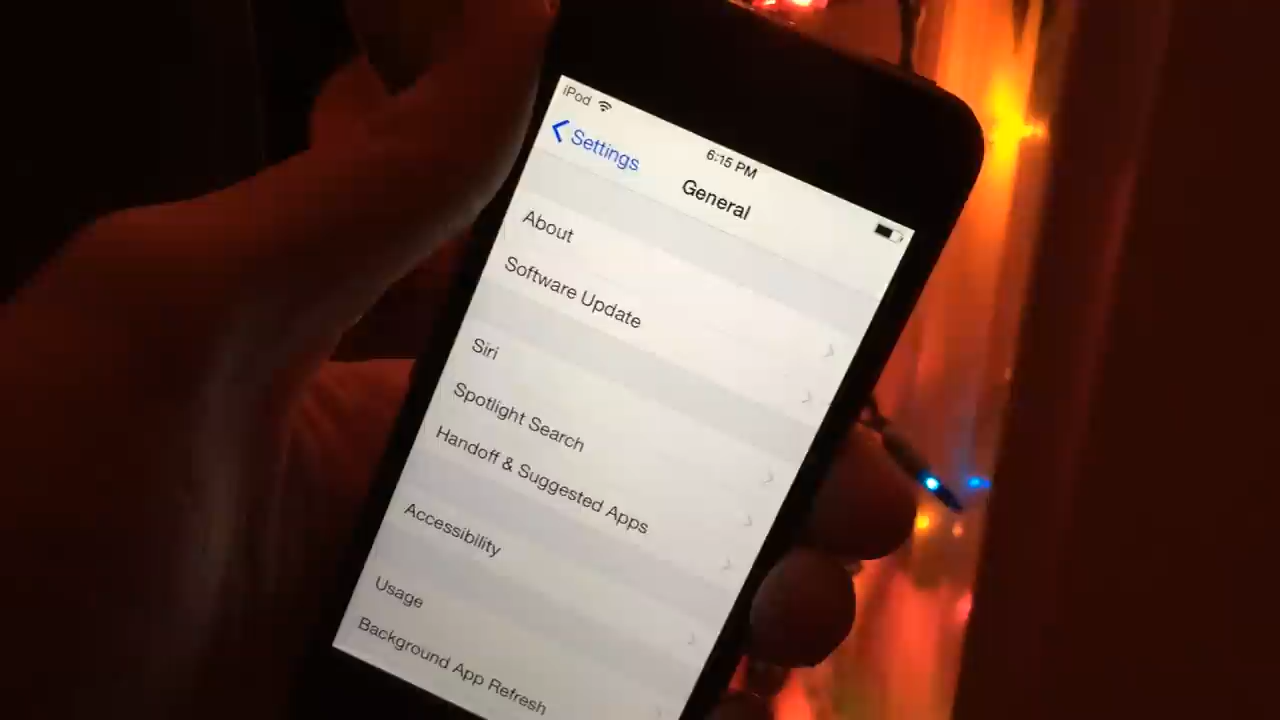 iPod
6:15 PM
Settings
General
About
Software Update
Siri
Spotlight Search
Handoff & Suggested Apps
Accessibility
Usage
Background App Refresh